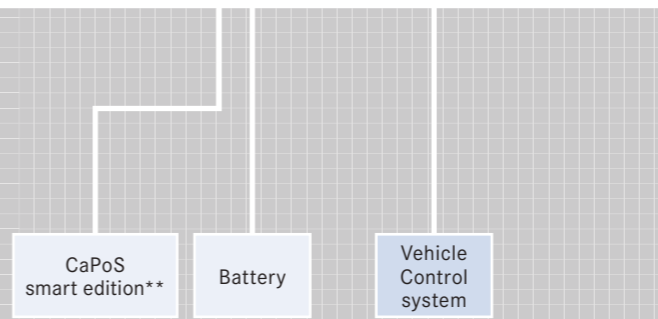 CaPoS
smart edition**
Battery
Vehicle
Control
system